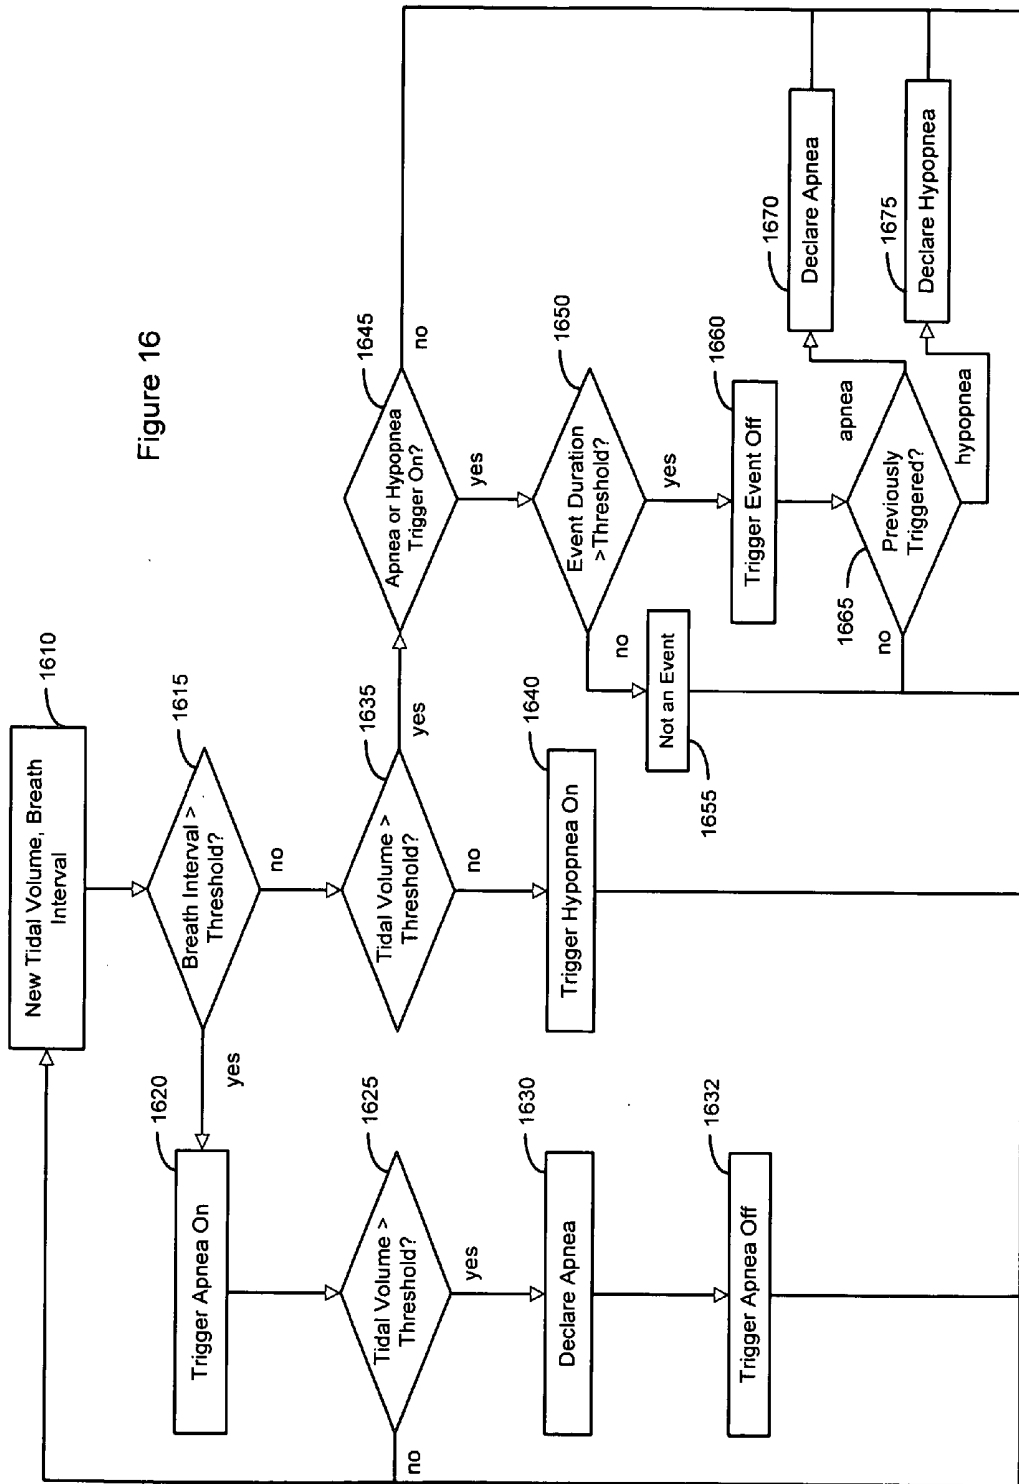 Figure 16
New Tidal Volume, Breath
Interval
1610
Breath Interval >
Threshold?
1615
yes
no
Trigger Apnea On
1620
Tidal Volume >
Threshold?
1625
no
yes
Declare Apnea
1630
Trigger Apnea Off
1632
Tidal Volume >
Threshold?
1635
yes
no
Trigger Hypopnea On
1640
Apnea or Hypopnea
Trigger On?
1645
no
yes
Event Duration
>Threshold?
1650
no
yes
Not an Event
1655
Trigger Event Off
1660
Previously
Triggered?
1665
no
apnea
hypopnea
Declare Apnea
1670
Declare Hypopnea
1675